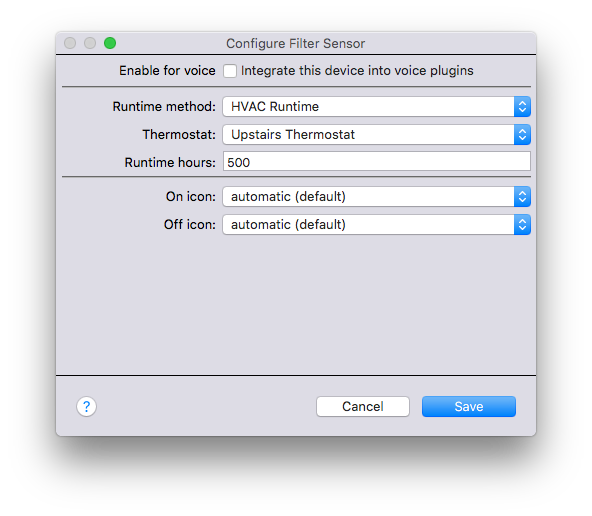 Configure Filter Sensor
Enable for voice Integrate this device into voice plugins
Runtime method: HVAC Runtime
Thermostat: Upstairs Thermostat
Runtime hours: 500
On icon: automatic (default)
Off icon: automatic (default)
? Cancel Save